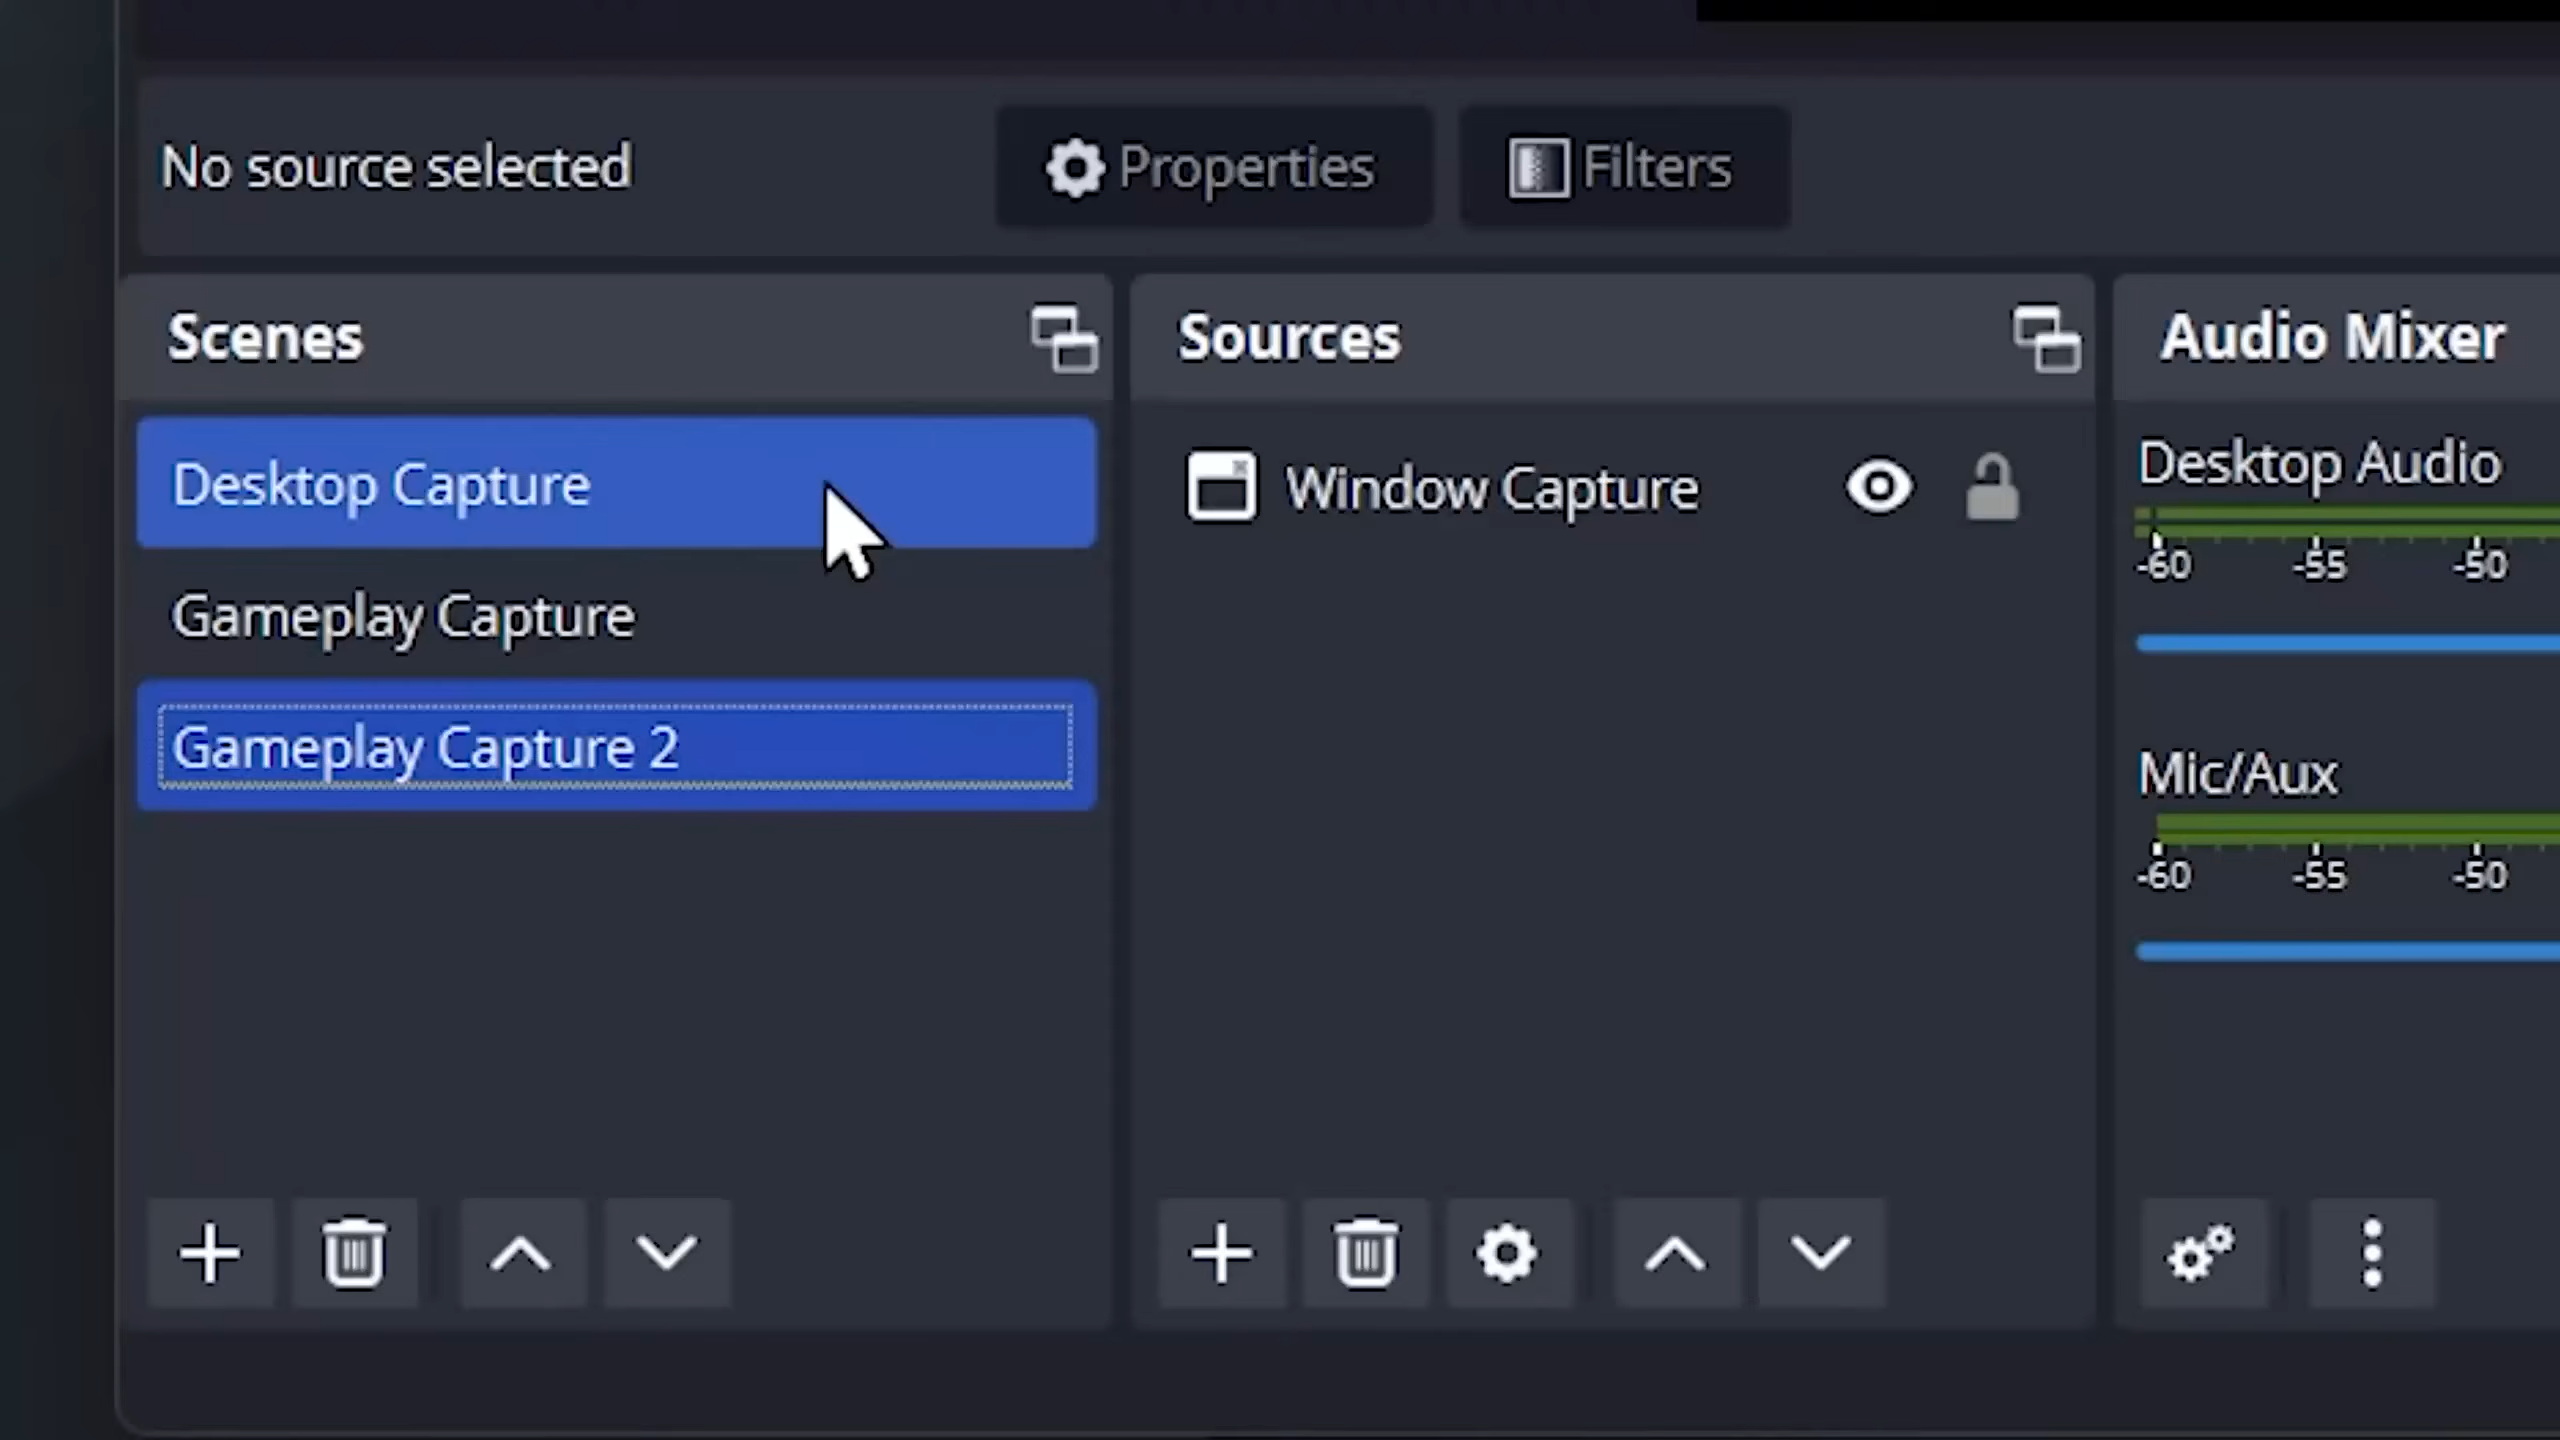 No source selected
Properties
Filters
Scenes
Desktop Capture
Gameplay Capture
Gameplay Capture 2
Sources
Window Capture
Audio Mixer
Desktop Audio
-60 -55 -50
Mic/Aux
-60 -55 -50